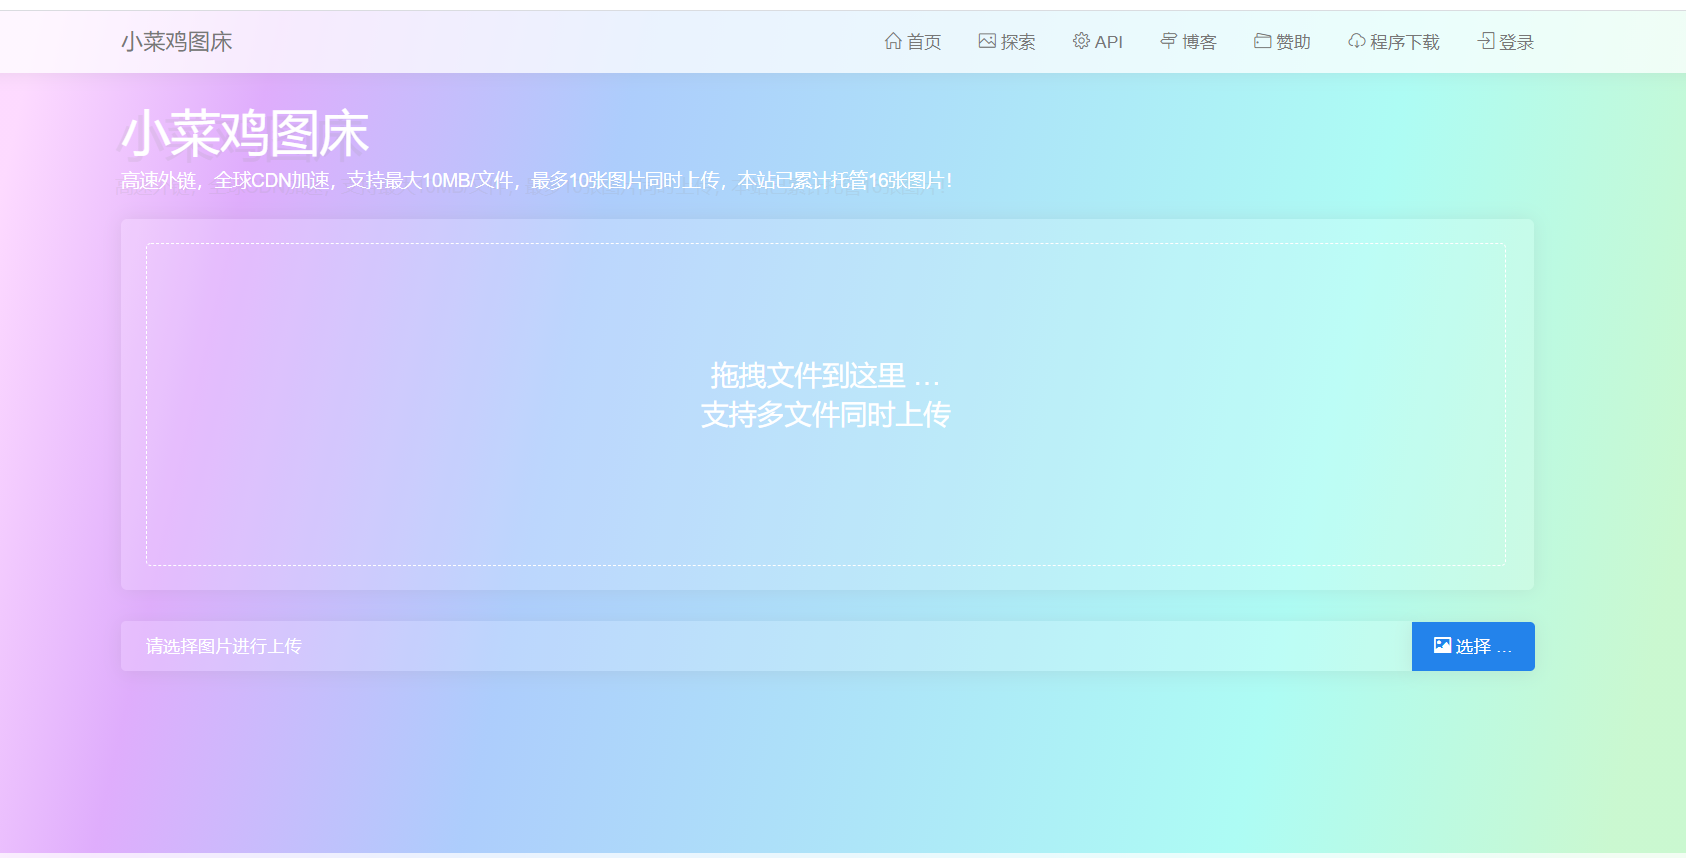 小菜鸡图床
首页 探索 API 博客 赞助 程序下载 登录
小菜鸡图床
高速外链，全球CDN加速，支持最大10MB/文件，最多10张图片同时上传，本站已累计托管16张图片！
拖拽文件到这里 …
支持多文件同时上传
请选择图片进行上传
选择 …